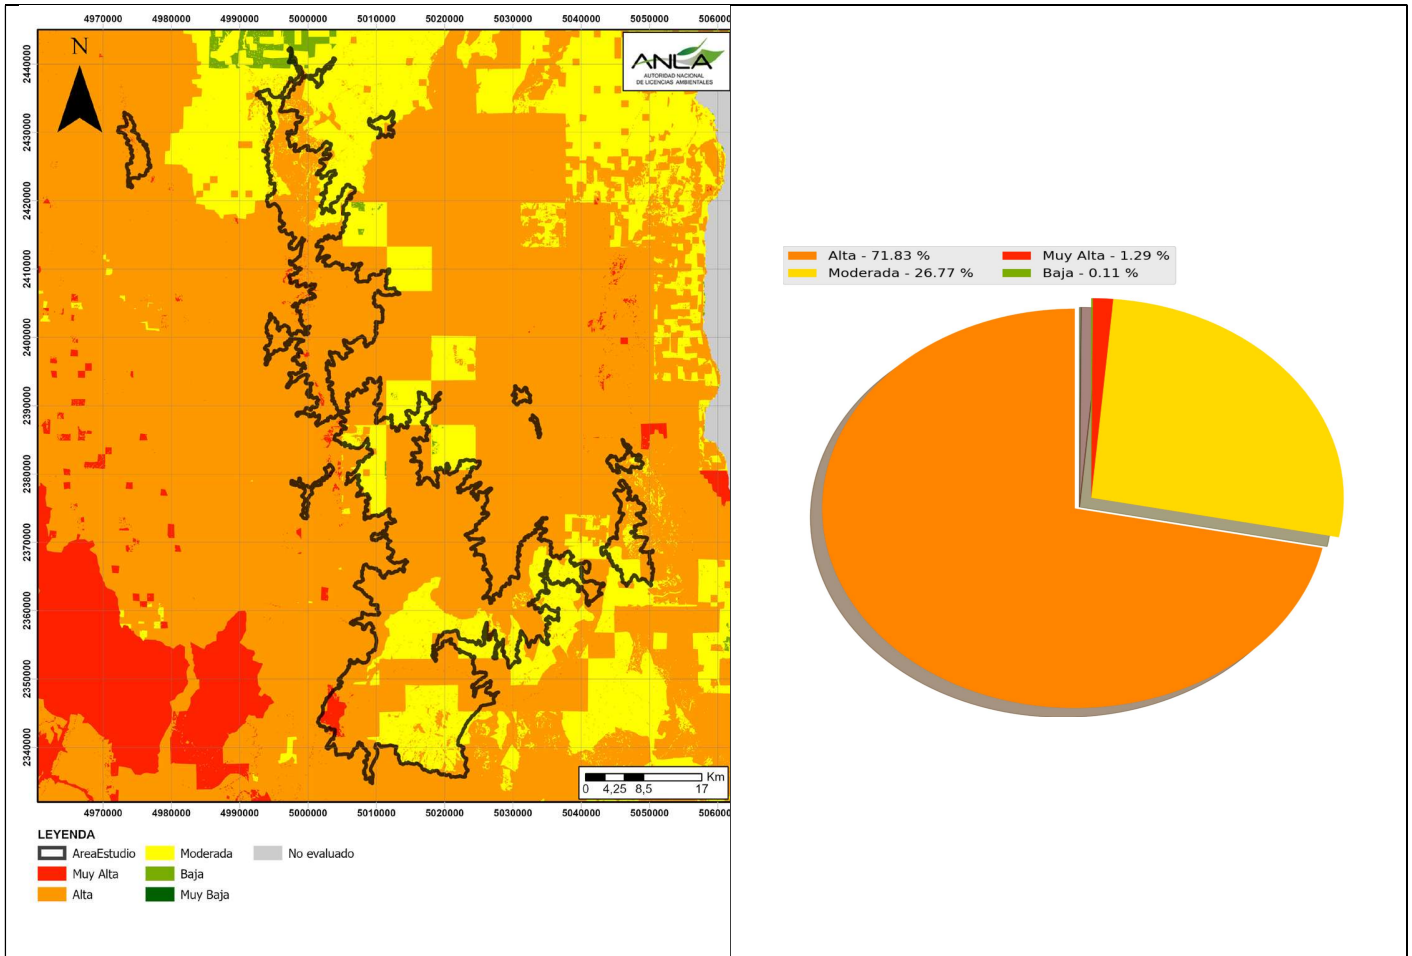 4970000 4980000 4990000 5000000 5010000 5020000 5030000 5040000 5050000 506000
N
ANLA
AUTORIDAD NACIONAL
DE LICENCIAS AMBIENTALES
2440000
2430000
2420000
2410000
2400000
2390000
2380000
2370000
2360000
2350000
2340000
Km
0 4,25 8,5 17
4970000 4980000 4990000 5000000 5010000 5020000 5030000 5040000 5050000 506000
LEYENDA
AreaEstudio Moderada No evaluado
Muy Alta Baja
Alta Muy Baja
Alta - 71.83 % Muy Alta - 1.29 %
Moderada - 26.77 % Baja - 0.11 %